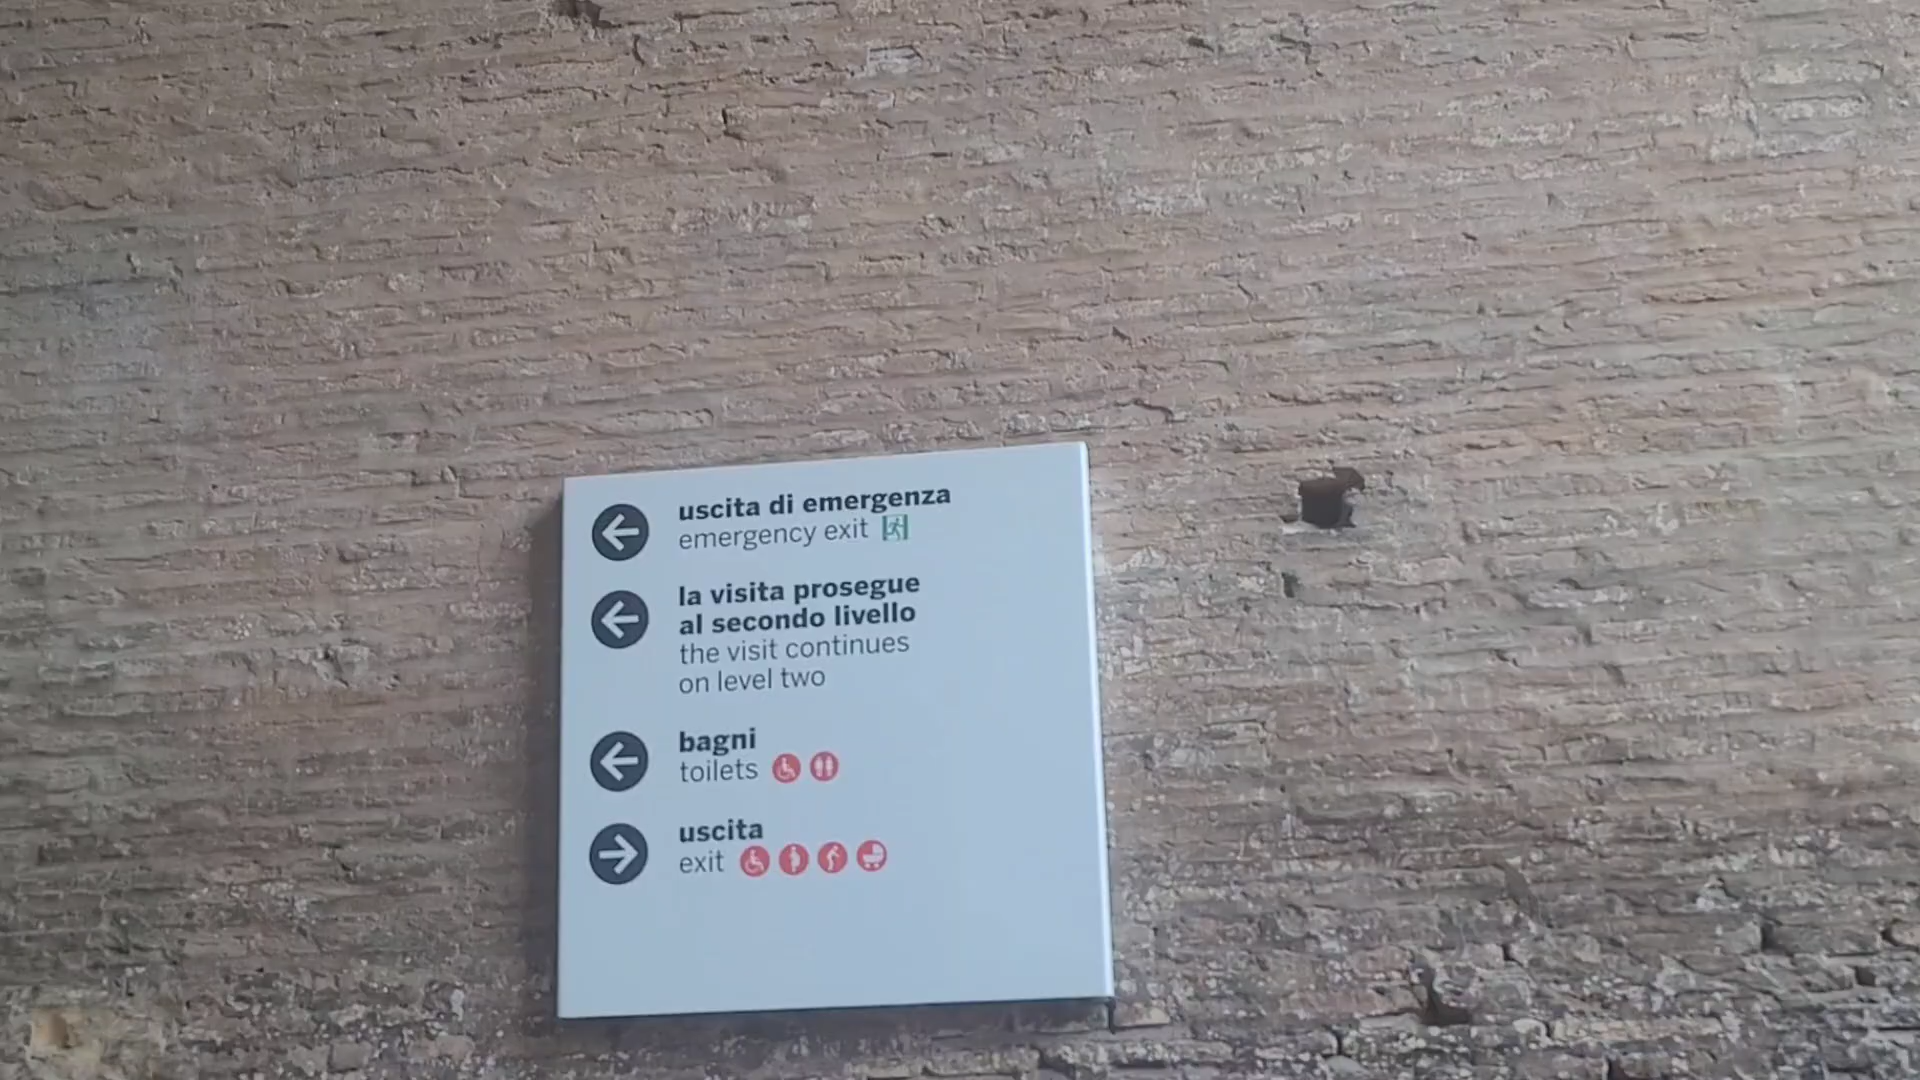 uscita di emergenza
emergency exit
la visita prosegue
al secondo livello
the visit continues
on level two
bagni
toilets
uscita
exit